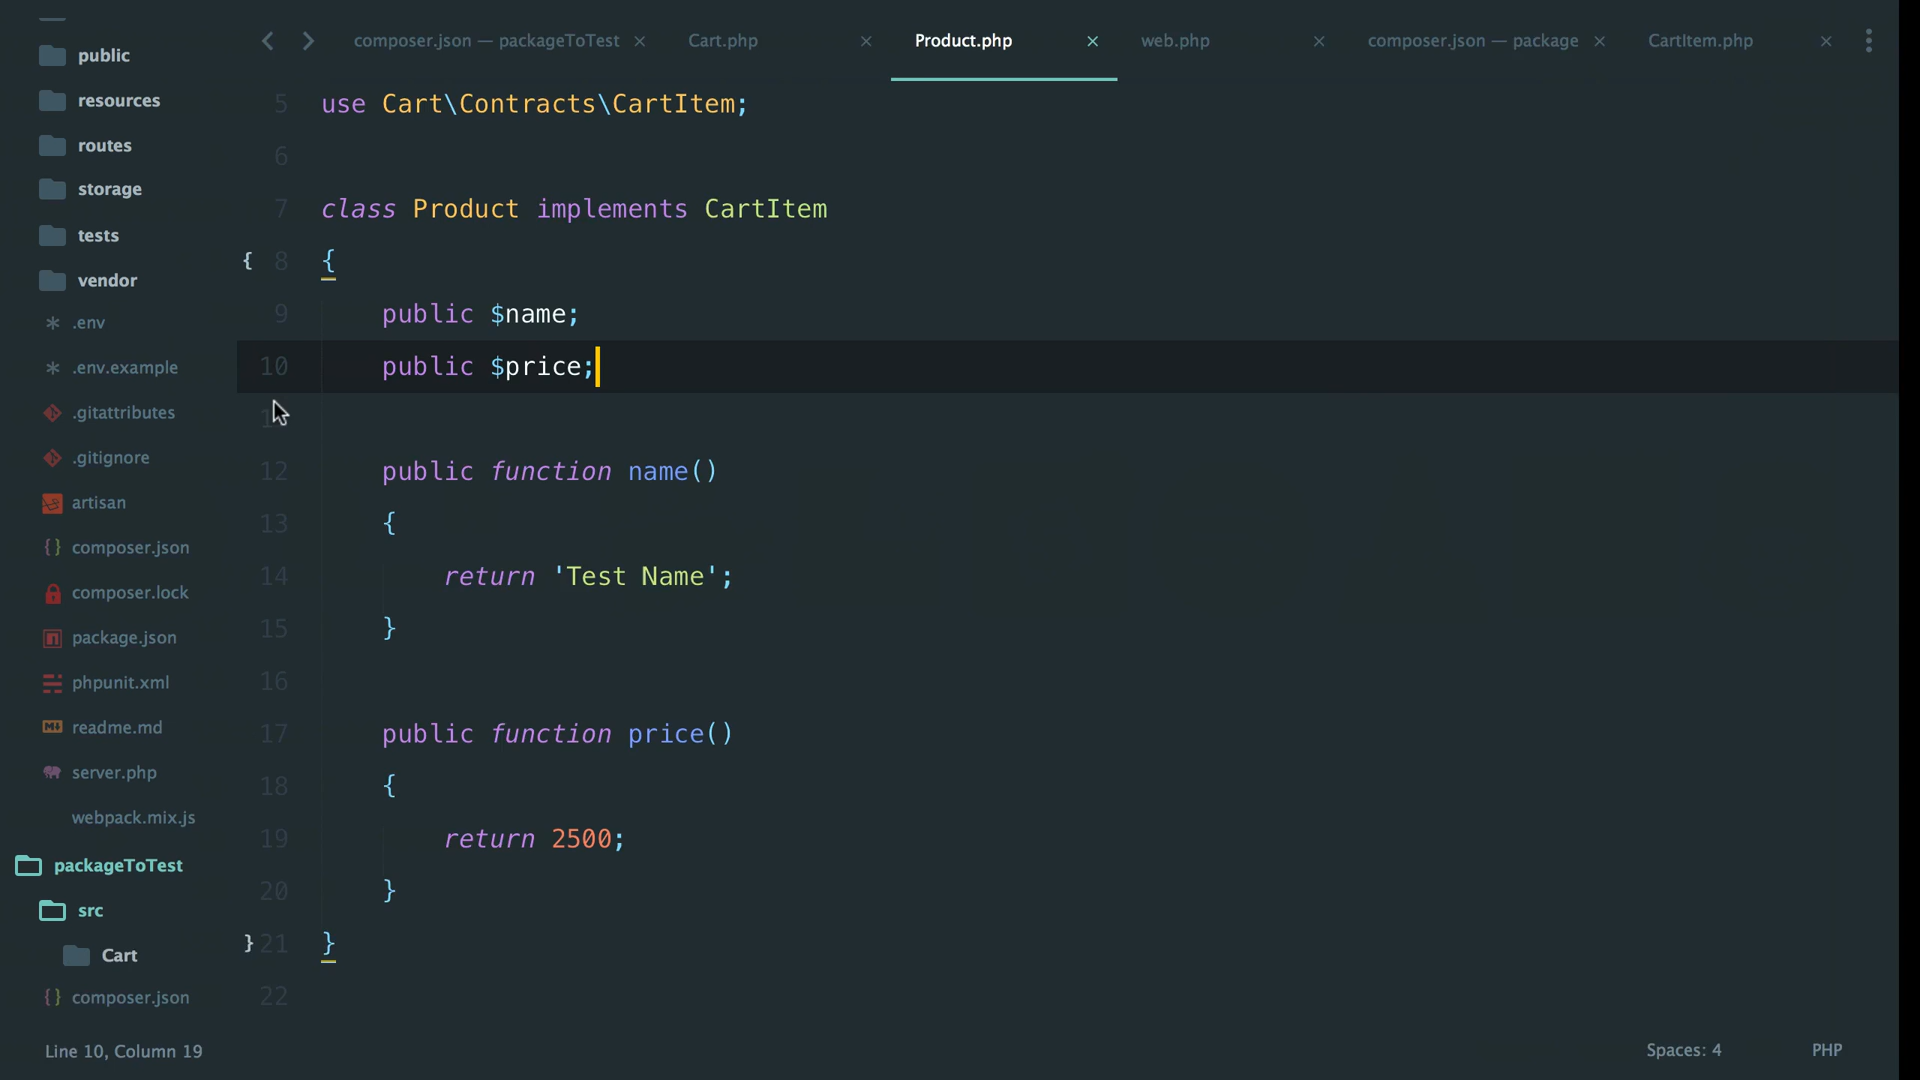 public
resources
routes
storage
tests
vendor
.env
.env.example
.gitattributes
.gitignore
artisan
composer.json
composer.lock
package.json
phpunit.xml
readme.md
server.php
webpack.mix.js
packageToTest
src
Cart
composer.json
composer.json — packageToTest × Cart.php × Product.php × web.php × composer.json — package × CartItem.php ×
5 use Cart\Contracts\CartItem;
6
7 class Product implements CartItem
{ 8 {
9 public $name;
10 public $price;
12 public function name()
13 {
14 return 'Test Name';
15 }
16
17 public function price()
18 {
19 return 2500;
20 }
} 21 }
22
Line 10, Column 19
Spaces: 4
PHP